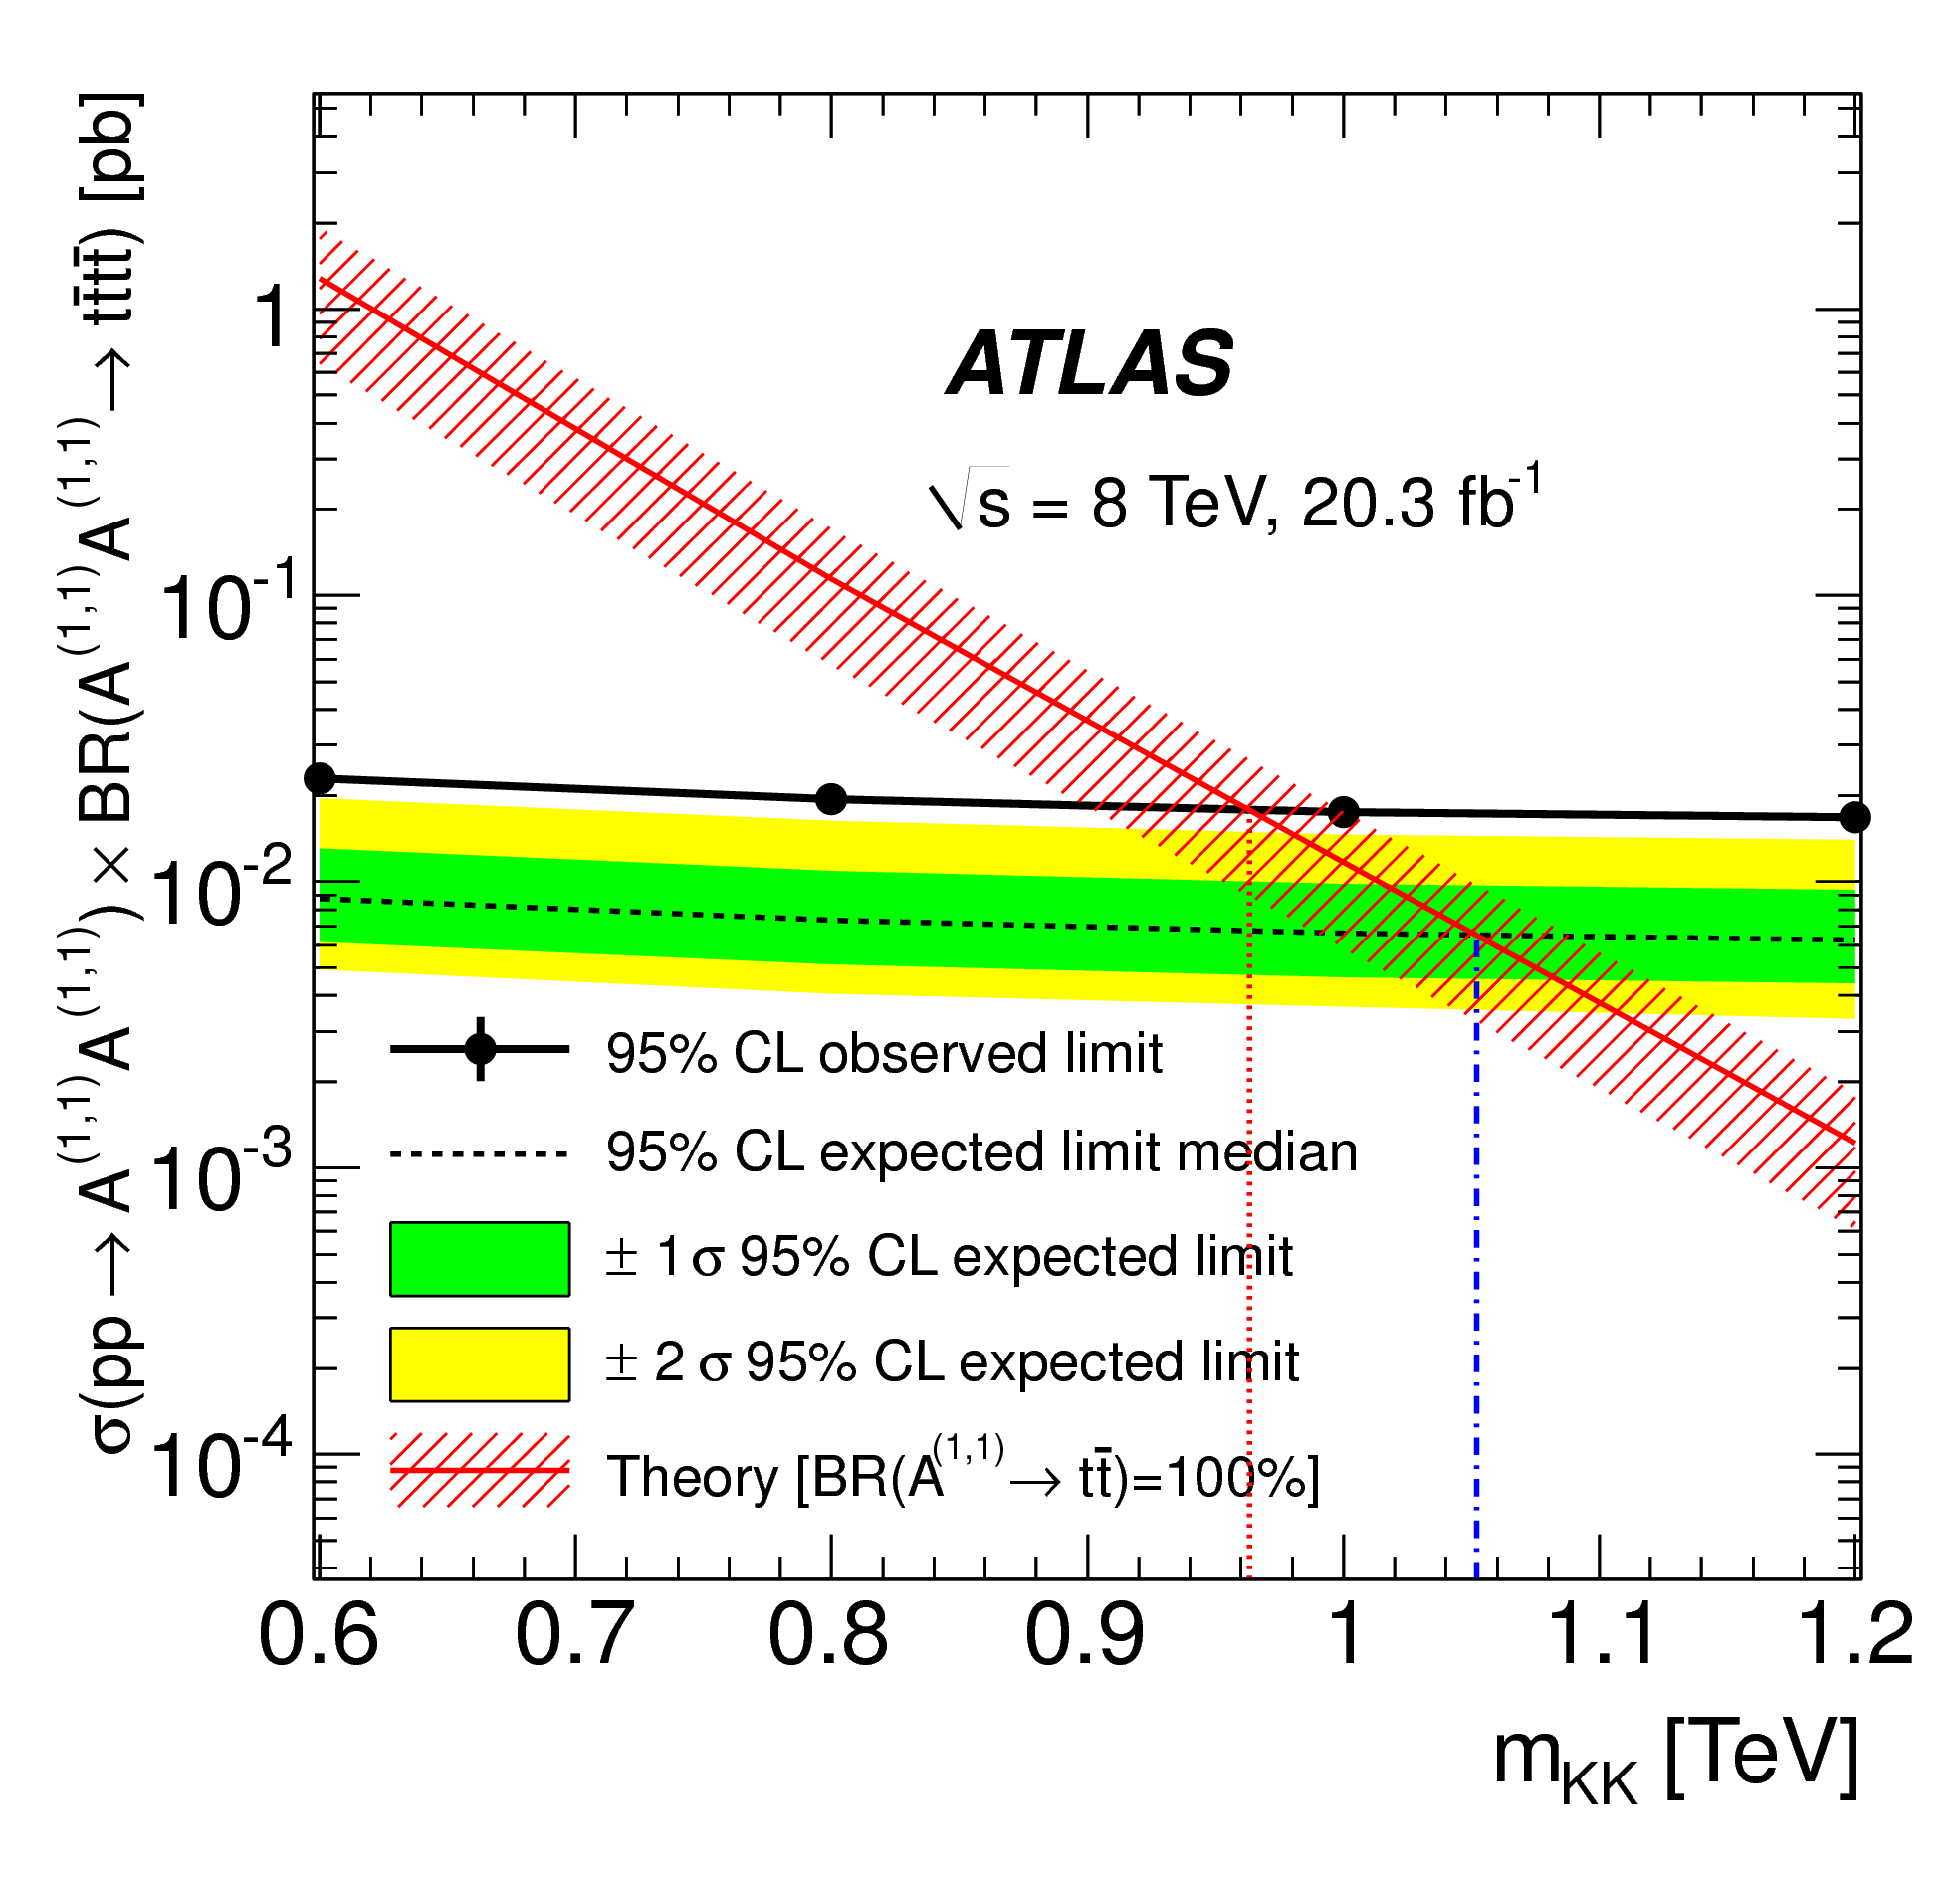 σ(pp → A^(1,1) A^(1,1)) × BR(A^(1,1) A^(1,1) → tt̄tt̄) [pb]
1
10^-1
10^-2
10^-3
10^-4
ATLAS
√s = 8 TeV, 20.3 fb^-1
95% CL observed limit
95% CL expected limit median
± 1 σ 95% CL expected limit
± 2 σ 95% CL expected limit
Theory [BR(A^(1,1) → tt̄)=100%]
0.6 0.7 0.8 0.9 1 1.1 1.2
m_KK [TeV]